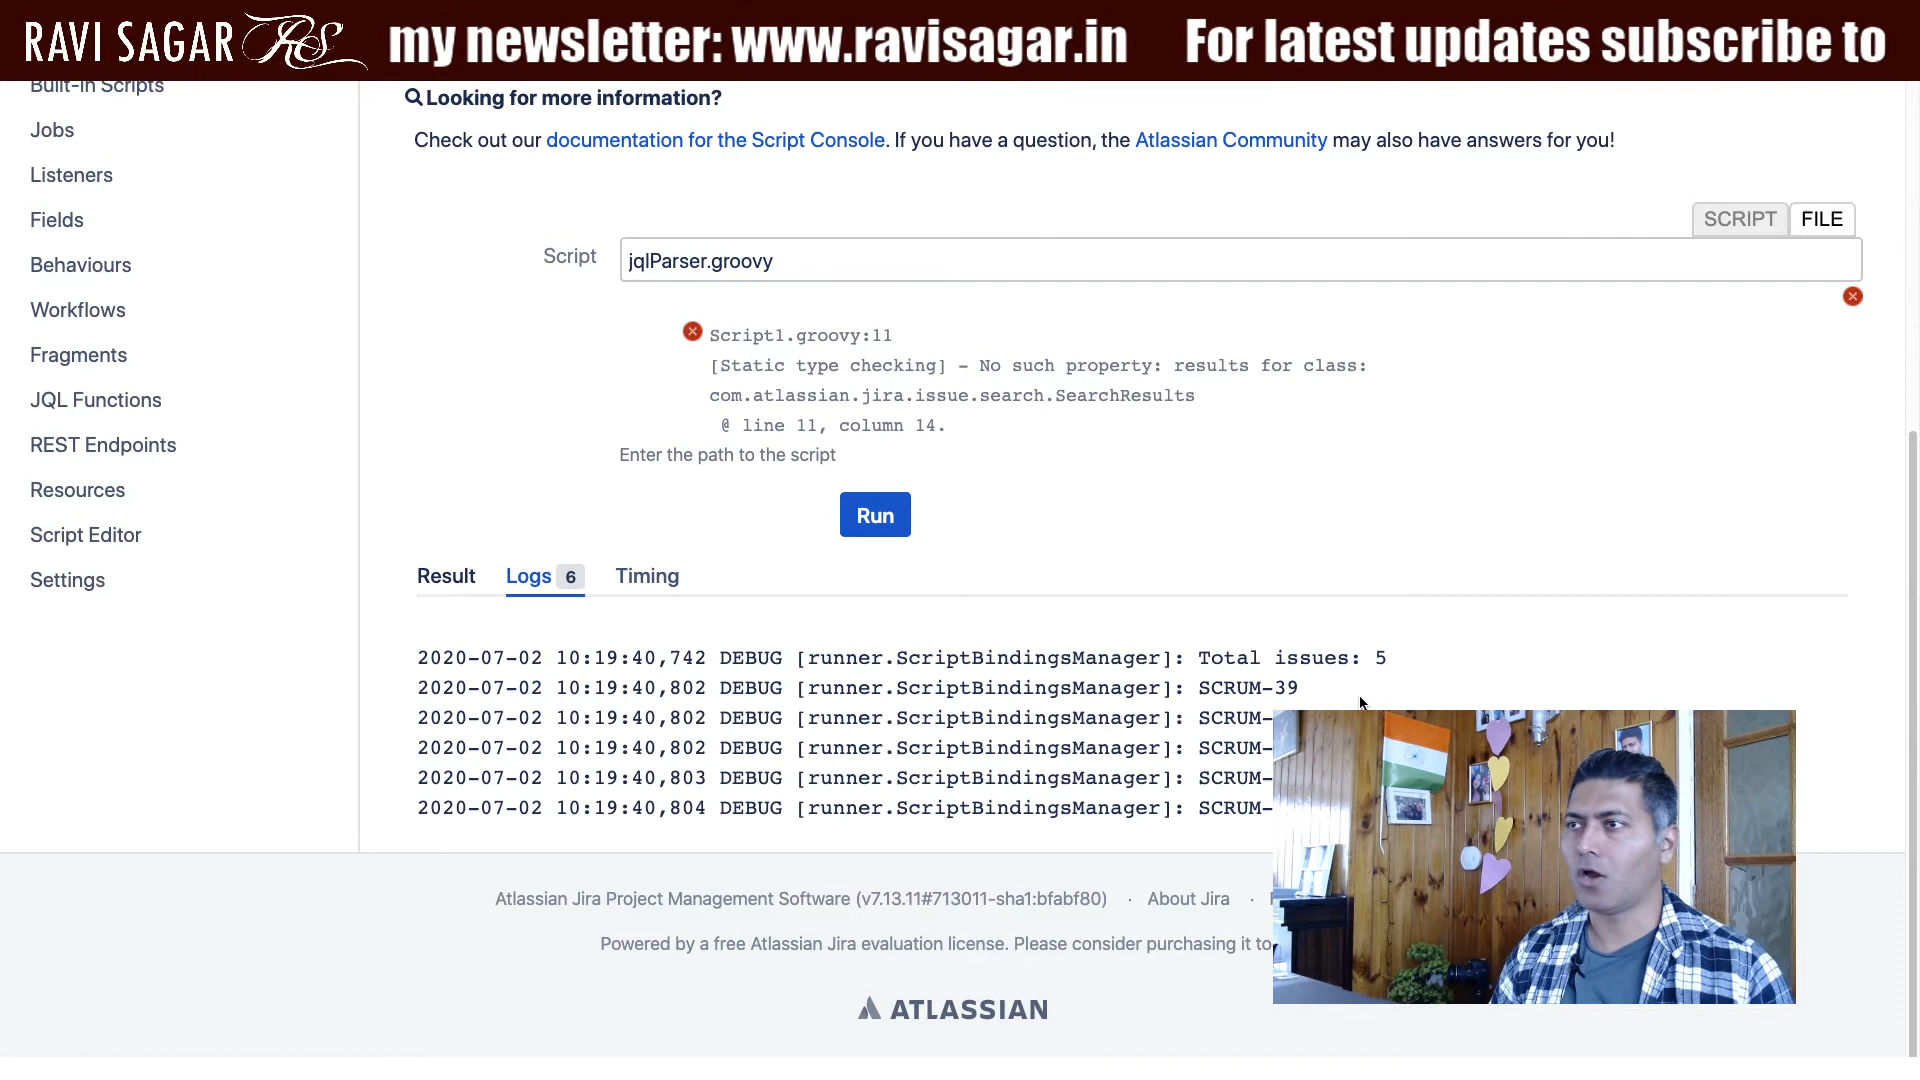 RAVI SAGAR RS my newsletter: www.ravisagar.in For latest updates subscribe to
Built-In Scripts
Jobs
Listeners
Fields
Behaviours
Workflows
Fragments
JQL Functions
REST Endpoints
Resources
Script Editor
Settings
Looking for more information?
Check out our documentation for the Script Console. If you have a question, the Atlassian Community may also have answers for you!
SCRIPT FILE
Script jqlParser.groovy
Script1.groovy:11
[Static type checking] - No such property: results for class:
com.atlassian.jira.issue.search.SearchResults
@ line 11, column 14.
Enter the path to the script
Run
Result Logs 6 Timing
2020-07-02 10:19:40,742 DEBUG [runner.ScriptBindingsManager]: Total issues: 5
2020-07-02 10:19:40,802 DEBUG [runner.ScriptBindingsManager]: SCRUM-39
2020-07-02 10:19:40,802 DEBUG [runner.ScriptBindingsManager]: SCRUM-
2020-07-02 10:19:40,802 DEBUG [runner.ScriptBindingsManager]: SCRUM-
2020-07-02 10:19:40,803 DEBUG [runner.ScriptBindingsManager]: SCRUM-
2020-07-02 10:19:40,804 DEBUG [runner.ScriptBindingsManager]: SCRUM-
Atlassian Jira Project Management Software (v7.13.11#713011-sha1:bfabf80) · About Jira ·
Powered by a free Atlassian Jira evaluation license. Please consider purchasing it to
ATLASSIAN